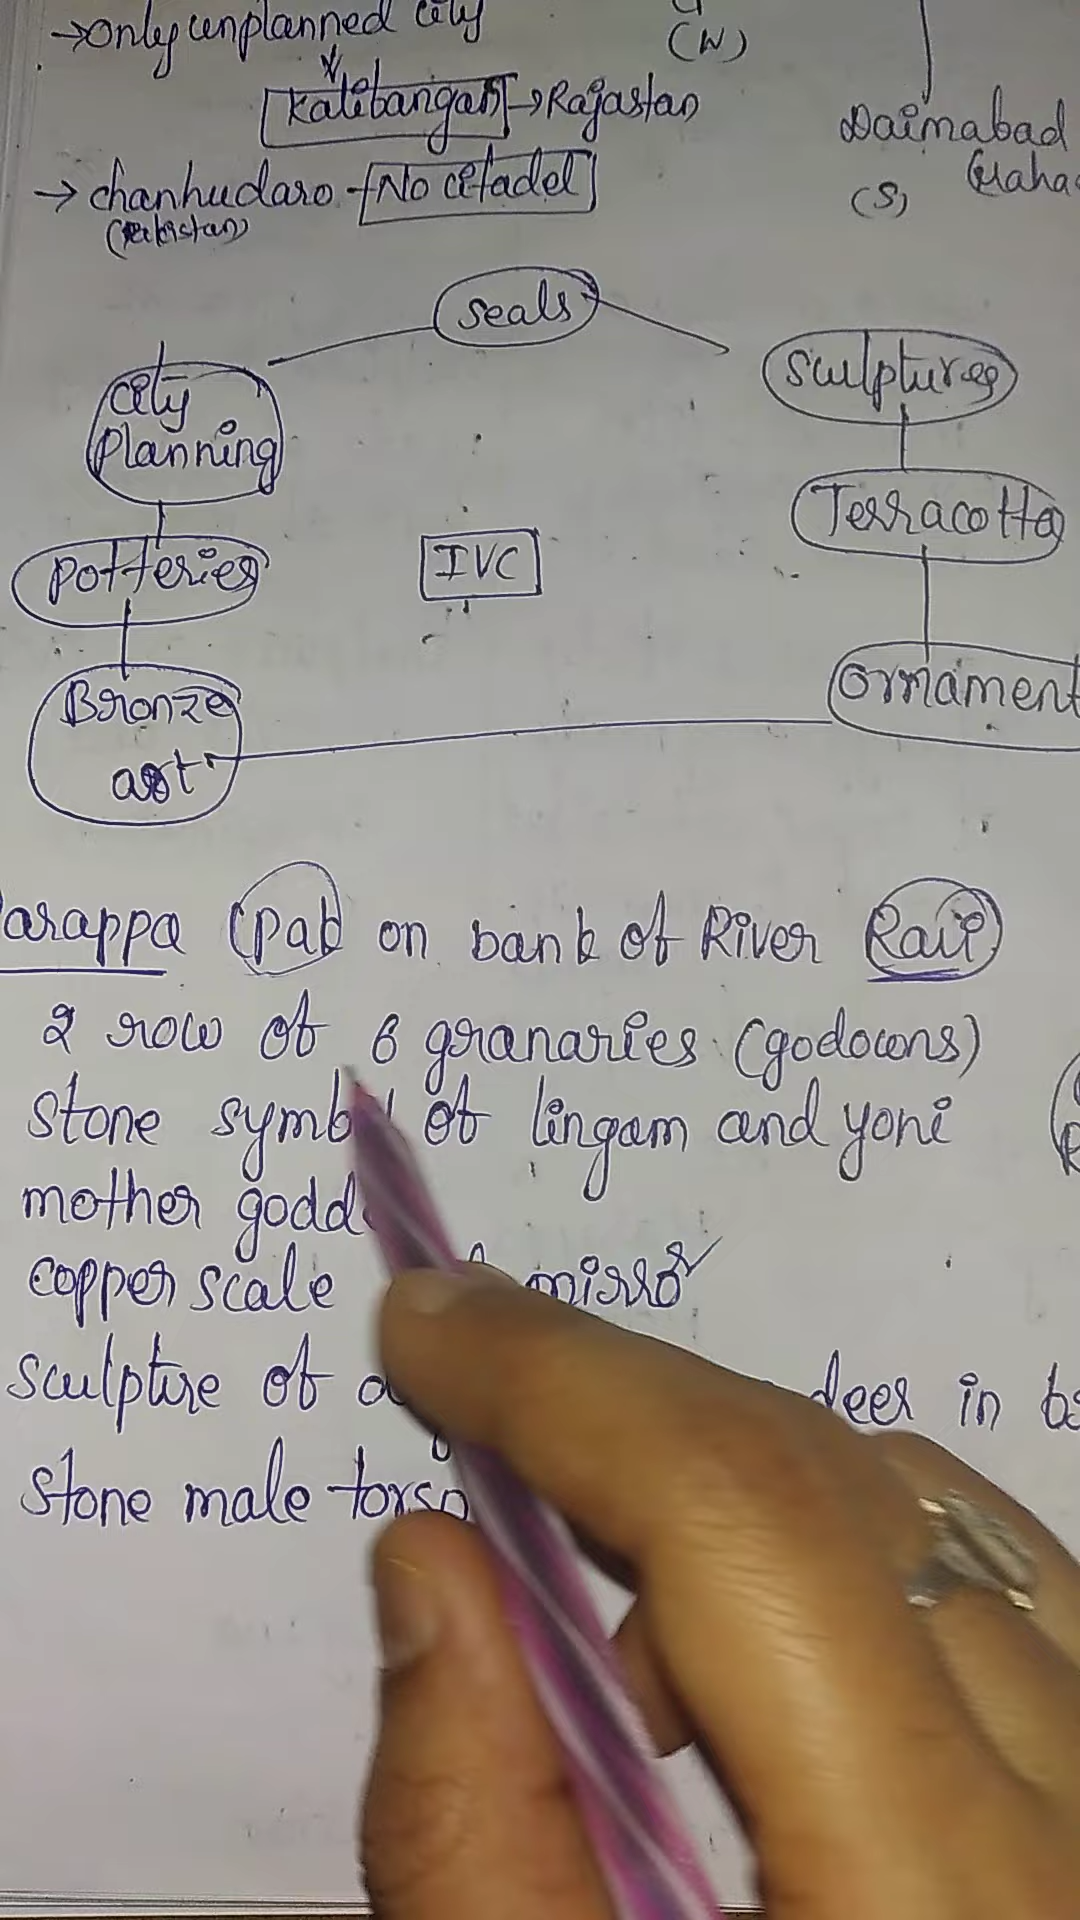 →only unplanned city
(N)
Kalibangan → Rajastan
Daimabad
→ chanhudaro - No citadel
(S)
(Pakistan)
seals
city
planning
sculptures
Terracotta
potteries
IVC
Bronze
art
ornament
arappa (pak on bank of River Ravi)
2 row of 6 granaries (godowns)
stone symb of lingam and yoni
mother godd
copper scale mirror
sculptire of deer in
stone male torso